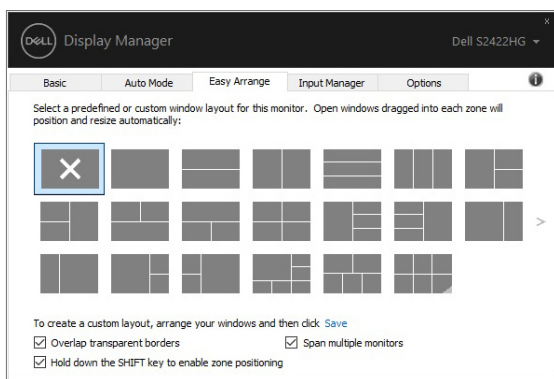 DELL Display Manager
Dell S2422HG
Basic Auto Mode Easy Arrange Input Manager Options
Select a predefined or custom window layout for this monitor. Open windows dragged into each zone will
position and resize automatically:
To create a custom layout, arrange your windows and then click Save
Overlap transparent borders Span multiple monitors
Hold down the SHIFT key to enable zone positioning